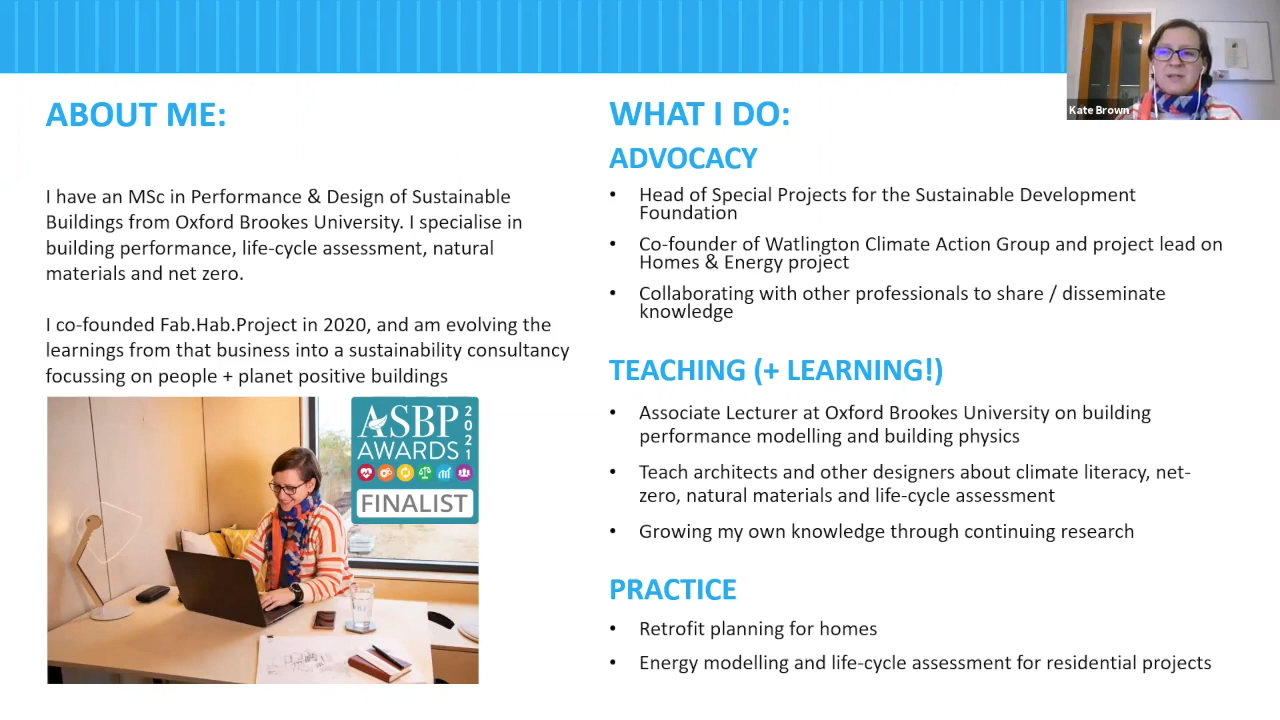 Kate Brown
ABOUT ME:
I have an MSc in Performance & Design of Sustainable
Buildings from Oxford Brookes University. I specialise in
building performance, life-cycle assessment, natural
materials and net zero.
I co-founded Fab.Hab.Project in 2020, and am evolving the
learnings from that business into a sustainability consultancy
focussing on people + planet positive buildings
ASBP
AWARDS
2021
FINALIST
WHAT I DO:
ADVOCACY
• Head of Special Projects for the Sustainable Development
Foundation
• Co-founder of Watlington Climate Action Group and project lead on
Homes & Energy project
• Collaborating with other professionals to share / disseminate
knowledge
TEACHING (+ LEARNING!)
• Associate Lecturer at Oxford Brookes University on building
performance modelling and building physics
• Teach architects and other designers about climate literacy, net-
zero, natural materials and life-cycle assessment
• Growing my own knowledge through continuing research
PRACTICE
• Retrofit planning for homes
• Energy modelling and life-cycle assessment for residential projects